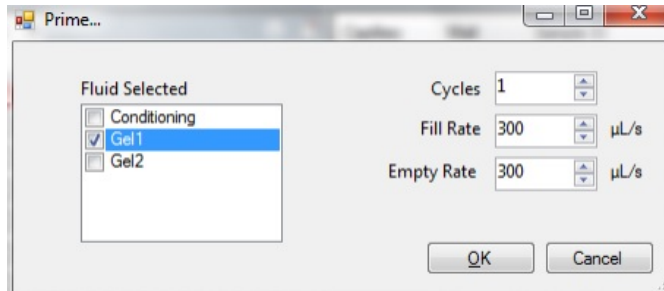 Prime...
Fluid Selected
Conditioning
Gel1
Gel2
Cycles 1
Fill Rate 300 µL/s
Empty Rate 300 µL/s
OK Cancel